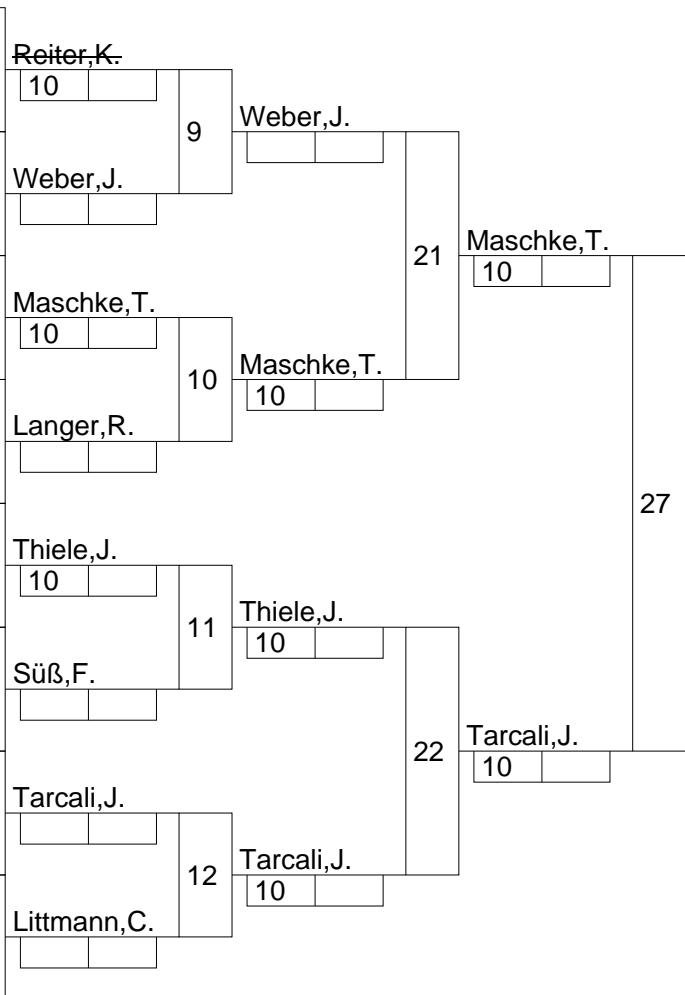 Reiter,K.
10
9
Weber,J.
Weber,J.
21
Maschke,T.
10
Maschke,T.
10
10
Maschke,T.
10
Langer,R.
27
Thiele,J.
10
11
Thiele,J.
10
Süß,F.
22
Tarcali,J.
10
Tarcali,J.
12
Tarcali,J.
10
Littmann,C.